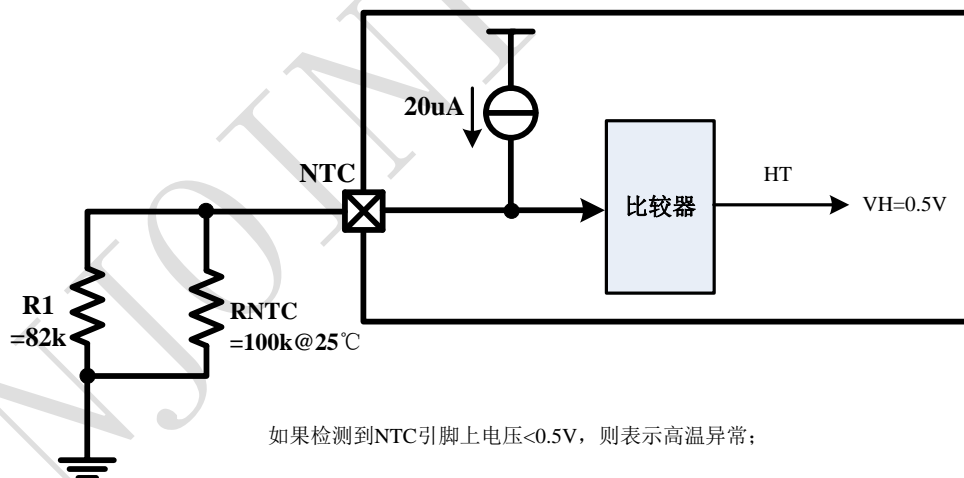 20uA
NTC
HT
比较器
VH=0.5V
R1
=82k
RNTC
=100k@25℃
如果检测到NTC引脚上电压<0.5V，则表示高温异常；
NJOINI